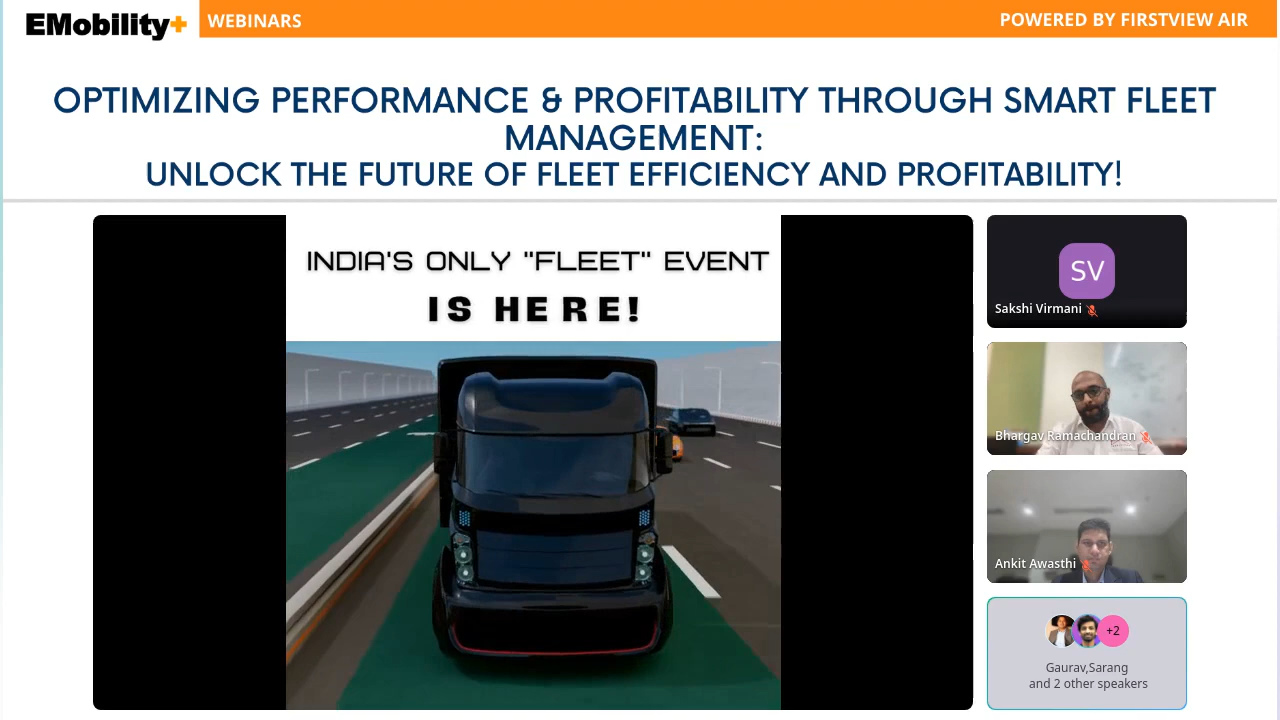 EMobility+ WEBINARS
POWERED BY FIRSTVIEW AIR
OPTIMIZING PERFORMANCE & PROFITABILITY THROUGH SMART FLEET
MANAGEMENT:
UNLOCK THE FUTURE OF FLEET EFFICIENCY AND PROFITABILITY!
INDIA'S ONLY "FLEET" EVENT
IS HERE!
SV
Sakshi Virmani
Bhargav Ramachandran
Ankit Awasthi
+2
Gaurav,Sarang
and 2 other speakers